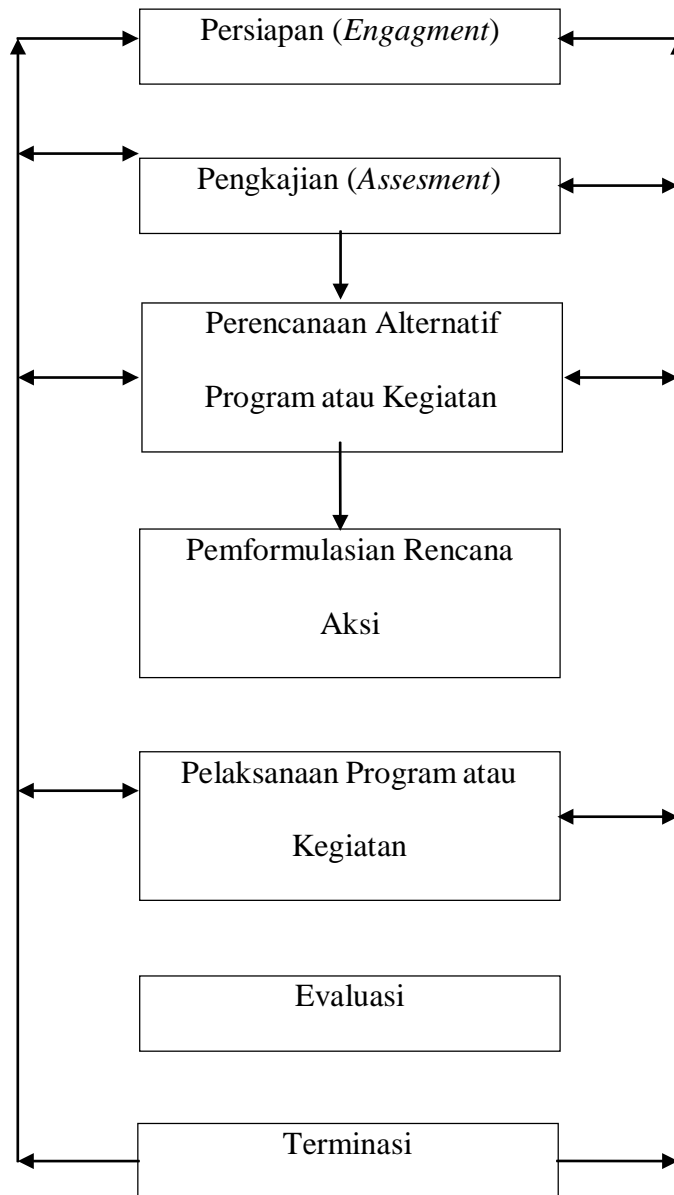 Persiapan (Engagment)
Pengkajian (Assesment)
Perencanaan Alternatif
Program atau Kegiatan
Pemformulasian Rencana
Aksi
Pelaksanaan Program atau
Kegiatan
Evaluasi
Terminasi